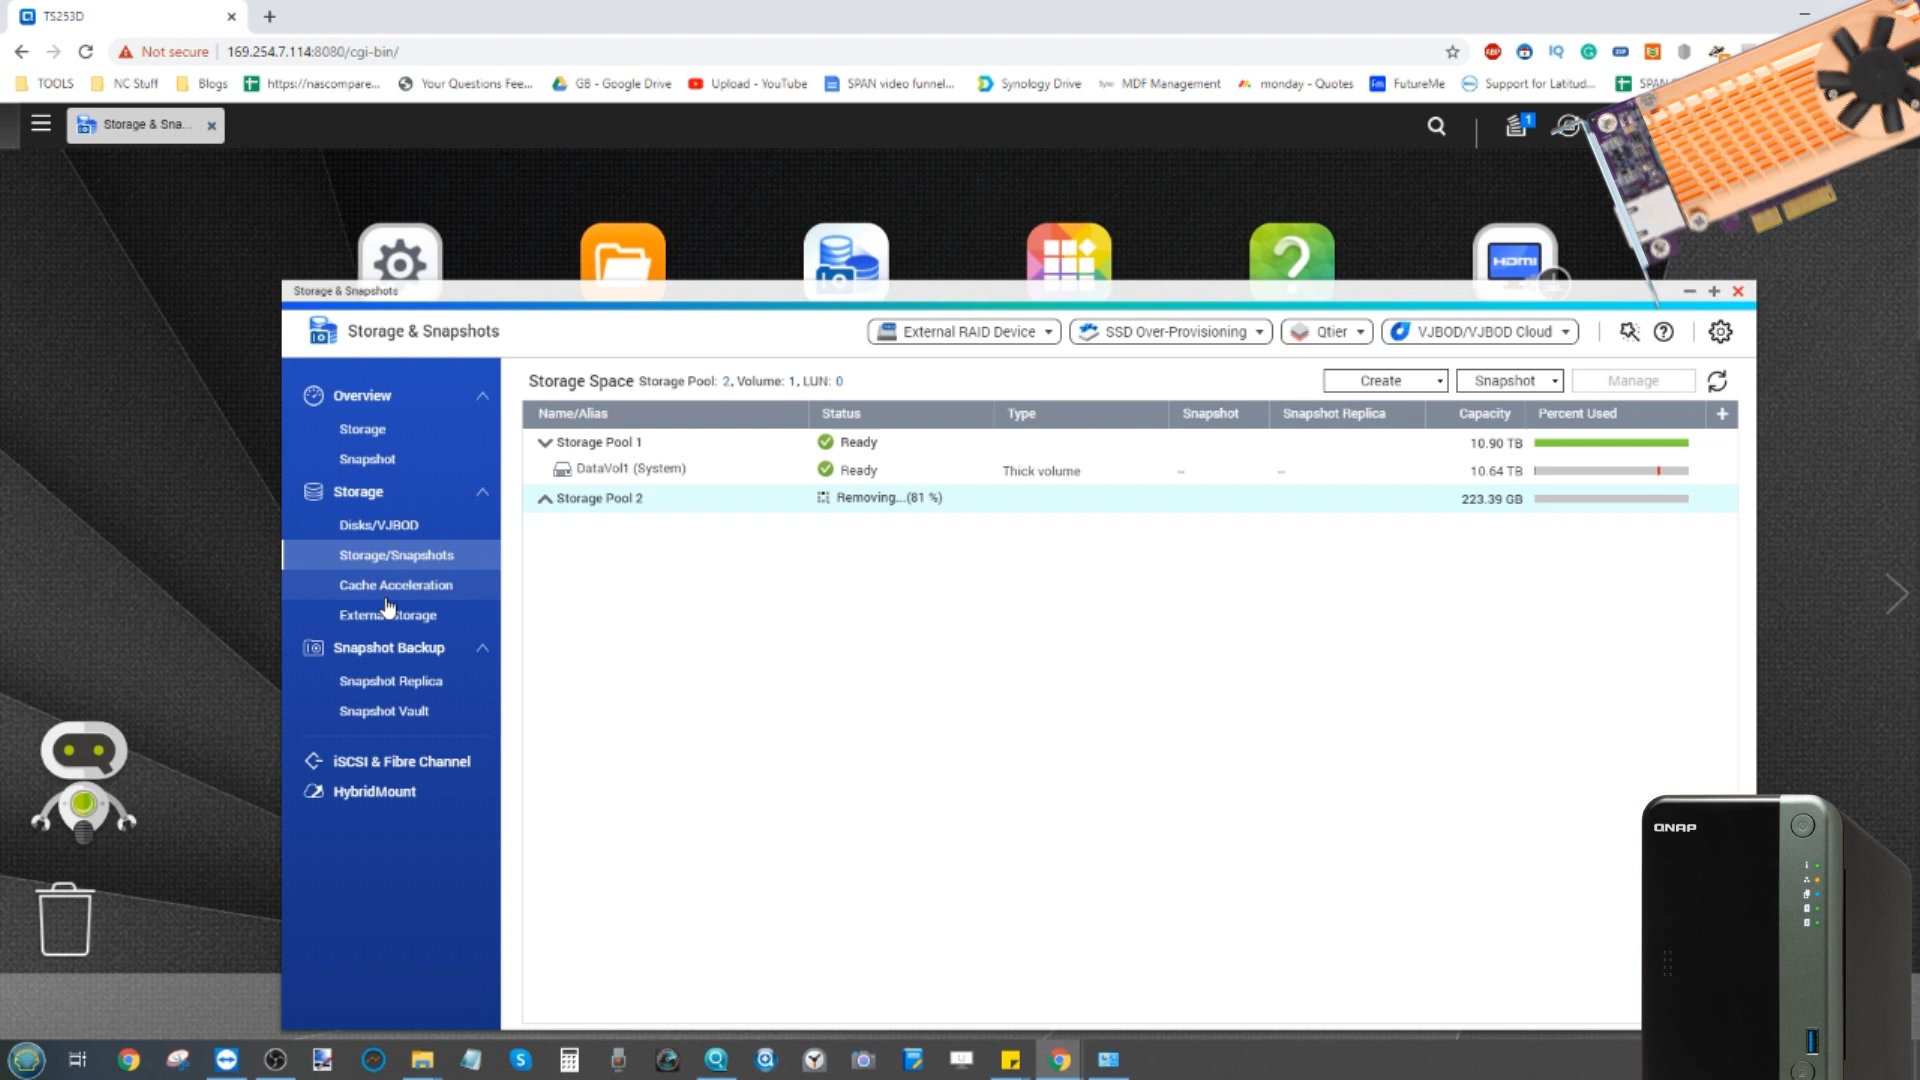 TS253D
Not secure 169.254.7.114:8080/cgi-bin/
TOOLS NC Stuff Blogs https://nascompare... Your Questions Fee... GB - Google Drive Upload - YouTube SPAN video funnel... Synology Drive MDF Management monday - Quotes FutureMe Support for Latitud... SPAN
Storage & Sna...
1
HDMI
Storage & Snapshots
Storage & Snapshots
External RAID Device SSD Over-Provisioning Qtier VJBOD/VJBOD Cloud
Overview
Storage
Snapshot
Storage
Disks/VJBOD
Storage/Snapshots
Cache Acceleration
External Storage
Snapshot Backup
Snapshot Replica
Snapshot Vault
iSCSI & Fibre Channel
HybridMount
Storage Space Storage Pool: 2, Volume: 1, LUN: 0
Create Snapshot Manage
Name/Alias Status Type Snapshot Snapshot Replica Capacity Percent Used
Storage Pool 1 Ready 10.90 TB
DataVol1 (System) Ready Thick volume -- -- 10.64 TB
Storage Pool 2 Removing...(81 %) 223.39 GB
QNAP